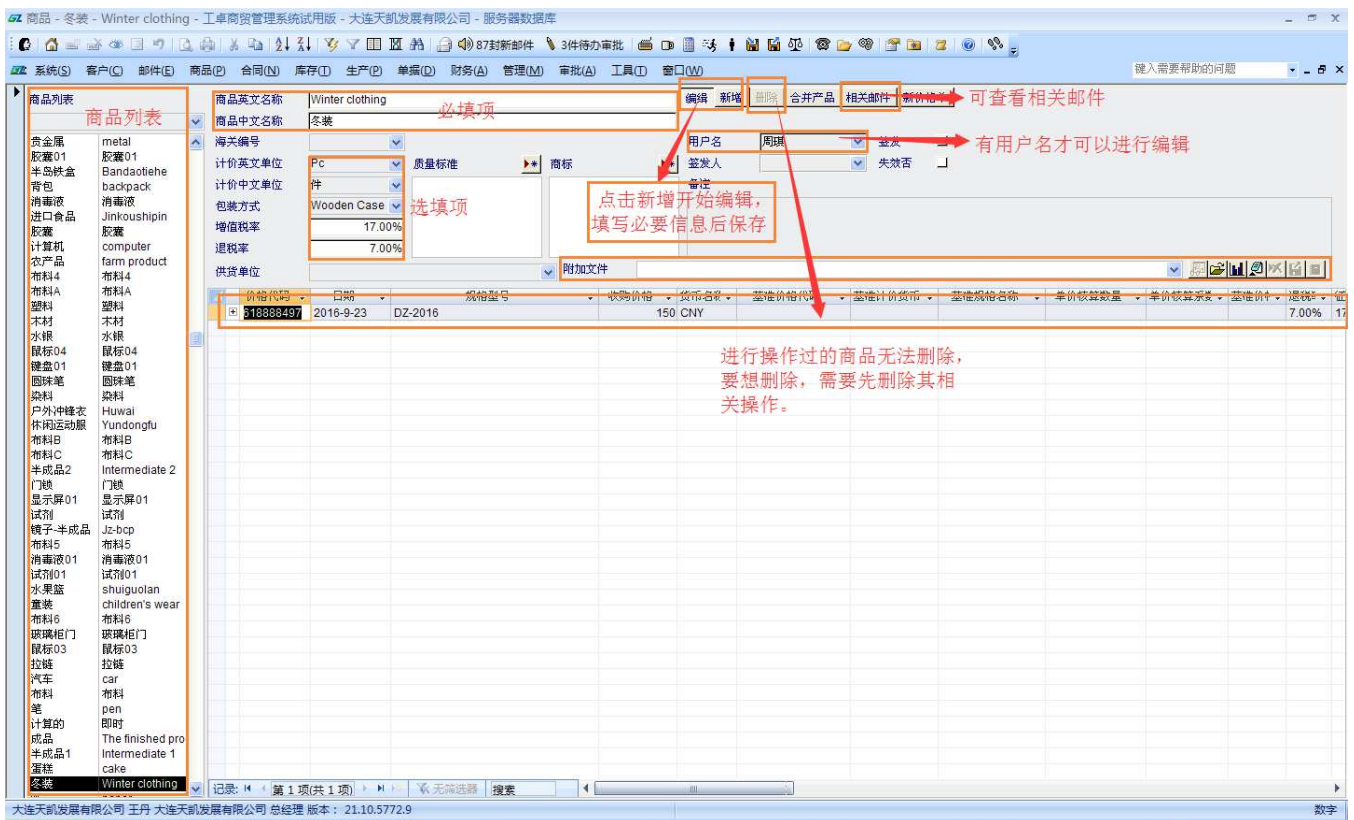 商品 - 冬装 - Winter clothing - 工卓商贸管理系统试用版 - 大连天凯发展有限公司 - 服务器数据库
87封新邮件 3件待办审批
系统(S) 客户(C) 邮件(E) 商品(P) 合同(N) 库存(T) 生产(P) 单据(D) 财务(A) 管理(M) 审批(A) 工具(T) 窗口(W) 键入需要帮助的问题
商品列表
商品列表
商品英文名称 Winter clothing
必填项
商品中文名称 冬装
编辑 新增 删除 合并产品 相关邮件 新价格单
可查看相关邮件
海关编号
用户名 周琪 签发
有用户名才可以进行编辑
计价英文单位 Pc 质量标准 商标
签发人 失效否
计价中文单位 件
备注
包装方式 Wooden Case
选填项
点击新增开始编辑，
填写必要信息后保存
增值税率 17.00%
退税率 7.00%
供货单位
附加文件
价格代码 日期 规格型号 收购价格 货币名称 基准价格代码 基准计价货币 基准规格名称 单价核算数量 单价核算系数 基准价 退税 征
618888497 2016-9-23 DZ-2016 150 CNY 7.00% 17
进行操作过的商品无法删除，
要想删除，需要先删除其相
关操作。
贵金属 metal
胶囊01 胶囊01
半岛铁盒 Bandaotiehe
背包 backpack
消毒液 消毒液
进口食品 Jinkoushipin
胶囊 胶囊
计算机 computer
农产品 farm product
布料4 布料4
布料A 布料A
塑料 塑料
木材 木材
水银 水银
鼠标04 鼠标04
键盘01 键盘01
圆珠笔 圆珠笔
染料 染料
户外冲锋衣 Huwai
休闲运动服 Yundongfu
布料B 布料B
布料C 布料C
半成品2 Intermediate 2
门锁 门锁
显示屏01 显示屏01
试剂 试剂
镜子-半成品 Jz-bcp
布料5 布料5
消毒液01 消毒液01
试剂01 试剂01
水果篮 shuiguolan
童装 children's wear
布料6 布料6
玻璃柜门 玻璃柜门
鼠标03 鼠标03
拉链 拉链
汽车 car
布料 布料
笔 pen
计算的 即时
成品 The finished pro
半成品1 Intermediate 1
蛋糕 cake
冬装 Winter clothing
记录: 第 1 项(共 1 项) 无筛选器 搜索
大连天凯发展有限公司 王丹 大连天凯发展有限公司 总经理 版本： 21.10.5772.9 数字